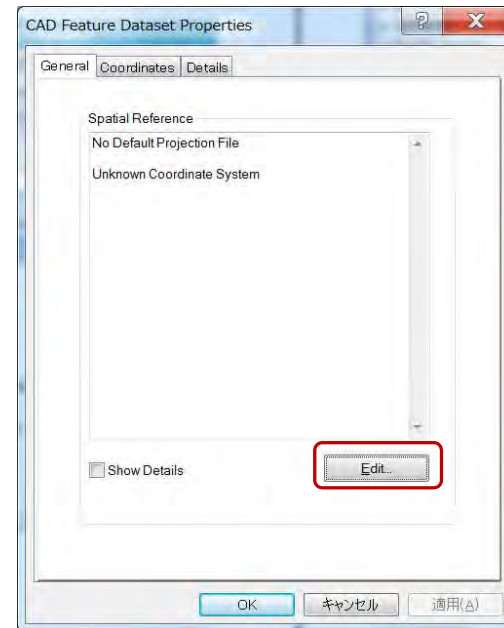 CAD Feature Dataset Properties
General Coordinates Details
Spatial Reference
No Default Projection File
Unknown Coordinate System
Show Details
Edit...
OK キャンセル 適用(A)